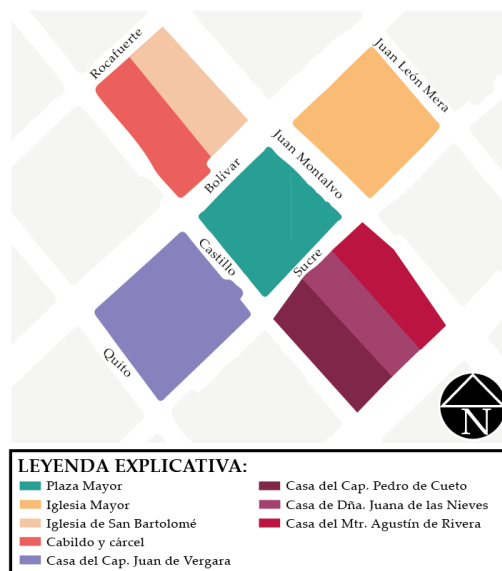 Rocafuerte
Juan León Mera
Bolívar
Juan Montalvo
Castillo
Sucre
Quito
N
LEYENDA EXPLICATIVA:
Plaza Mayor
Iglesia Mayor
Iglesia de San Bartolomé
Cabildo y cárcel
Casa del Cap. Juan de Vergara
Casa del Cap. Pedro de Cueto
Casa de Dña. Juana de las Nieves
Casa del Mtr. Agustín de Rivera